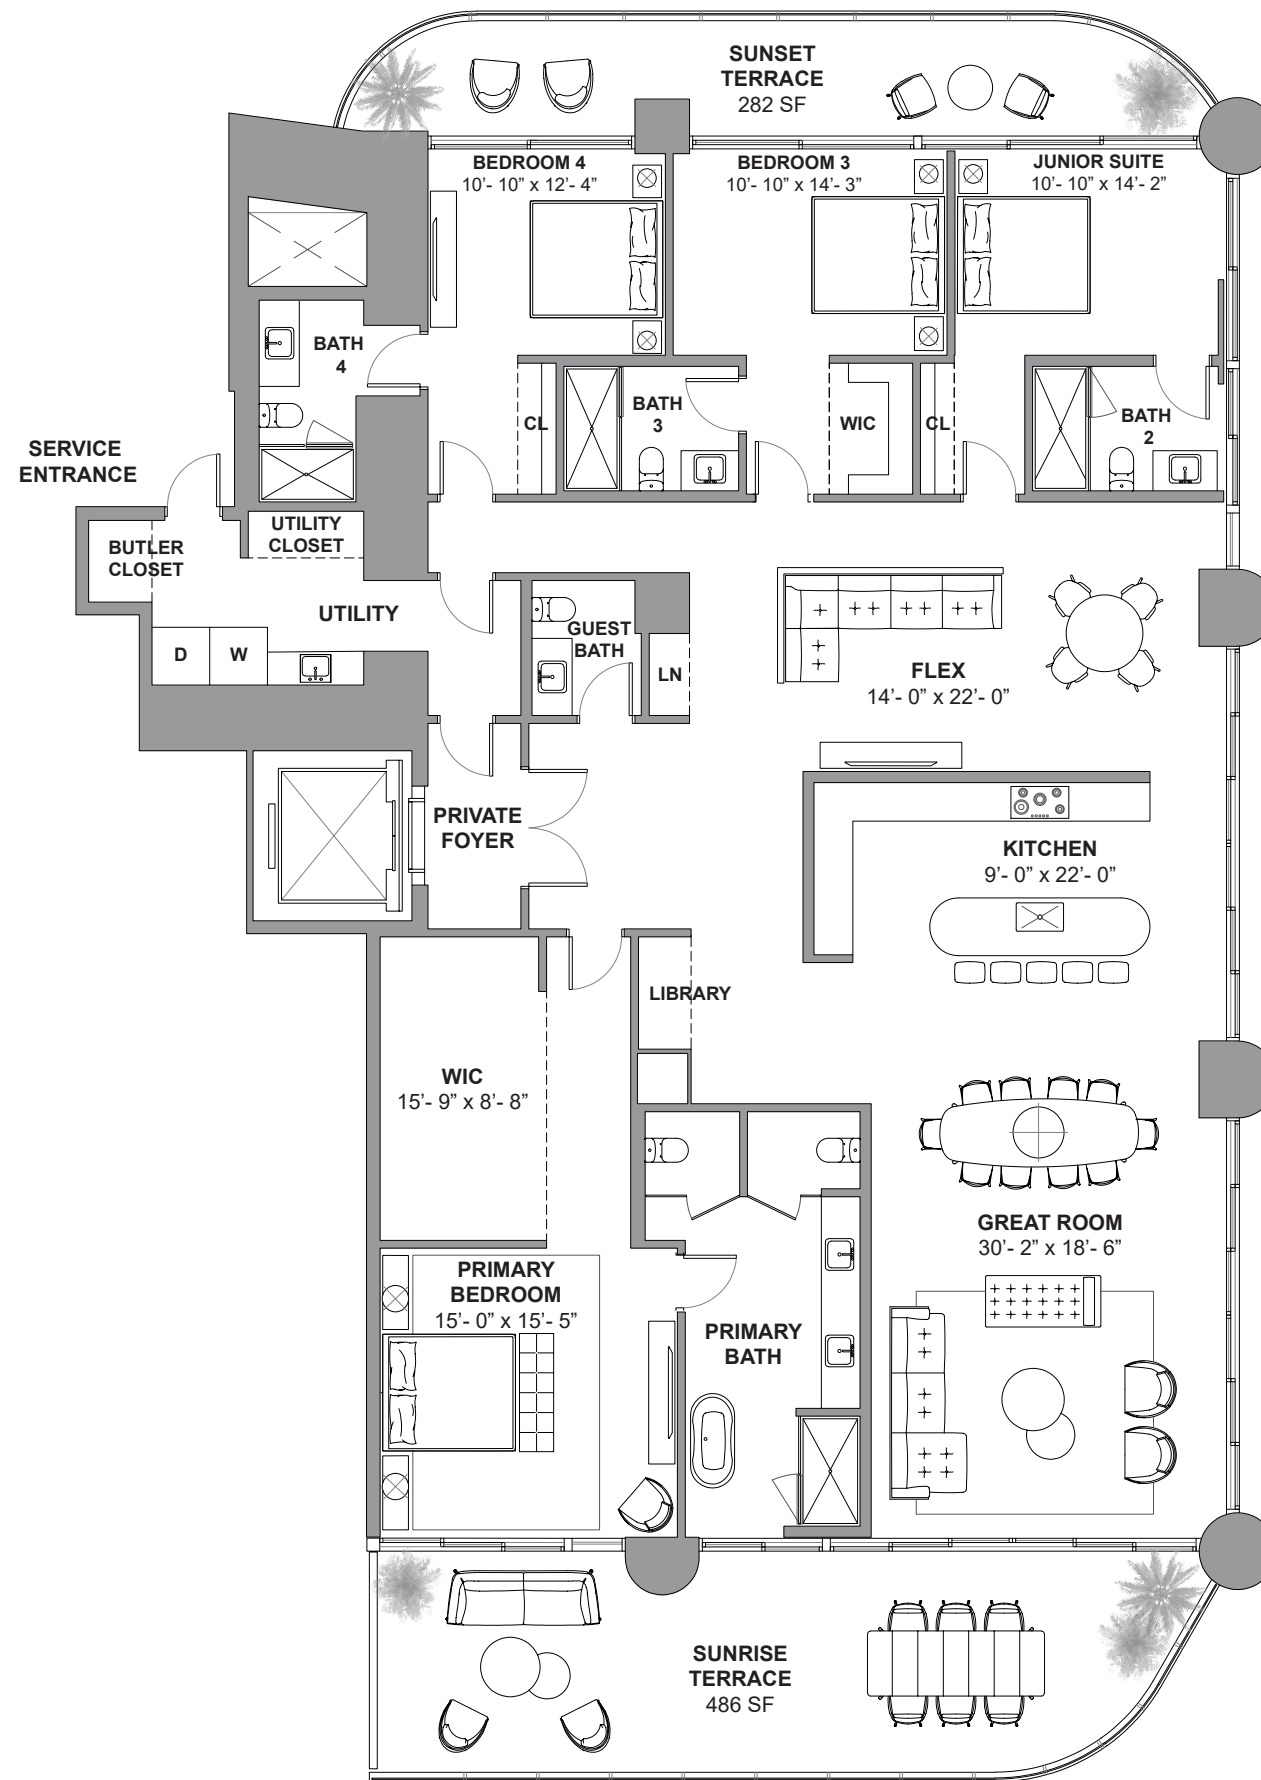 SUNSET
TERRACE
282 SF
BEDROOM 4
10’- 10” x 12’- 4”
BEDROOM 3
10’- 10” x 14’- 3”
JUNIOR SUITE
10’- 10” x 14’- 2”
BATH
4
CL
BATH
3
WIC
CL
BATH
2
SERVICE
ENTRANCE
UTILITY
CLOSET
BUTLER
CLOSET
UTILITY
D
W
GUEST
BATH
LN
FLEX
14’- 0” x 22’- 0”
PRIVATE
FOYER
KITCHEN
9’- 0” x 22’- 0”
LIBRARY
WIC
15’- 9” x 8’- 8”
GREAT ROOM
30’- 2” x 18’- 6”
PRIMARY
BEDROOM
15’- 0” x 15’- 5”
PRIMARY
BATH
SUNRISE
TERRACE
486 SF